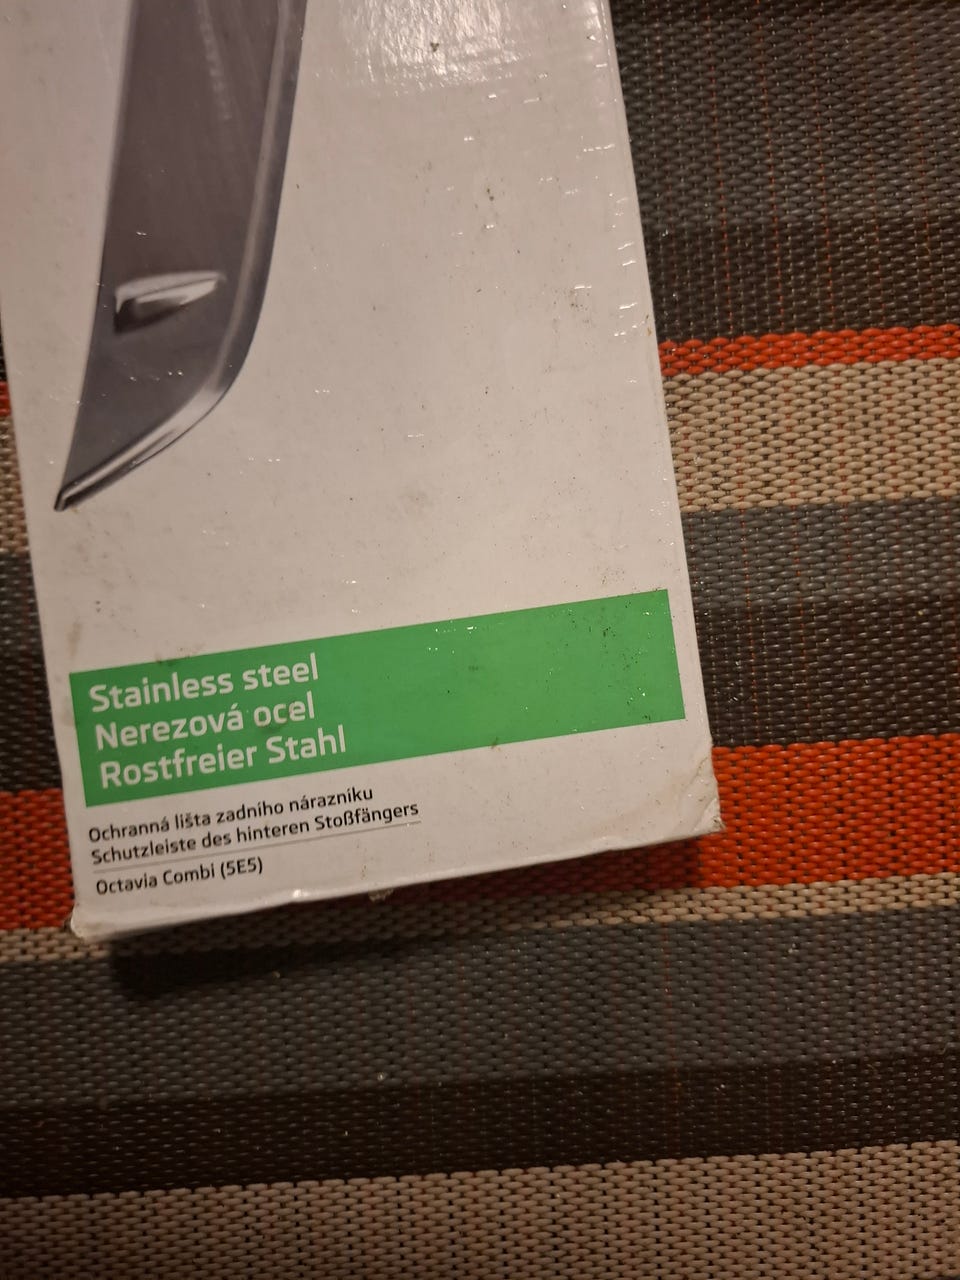 Stainless steel
Nerezová ocel
Rostfreier Stahl
Ochranná lišta zadního nárazníku
Schutzleiste des hinteren Stoßfängers
Octavia Combi (5E5)